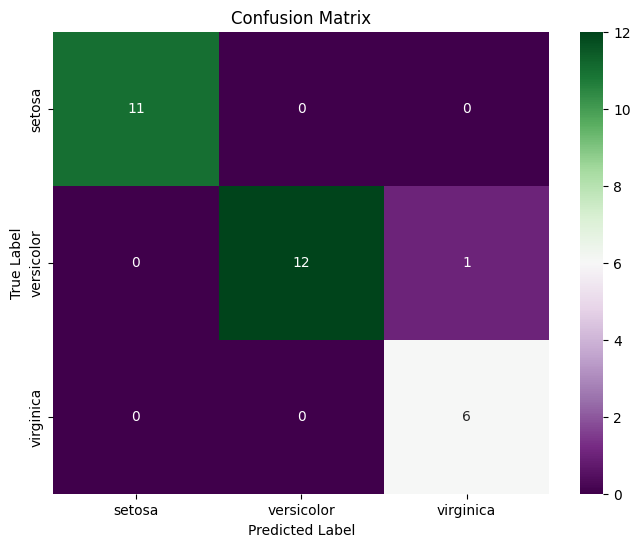 Confusion Matrix
setosa
11 0 0
versicolor
0 12 1
virginica
0 0 6
True Label
setosa versicolor virginica
Predicted Label
12
10
8
6
4
2
0